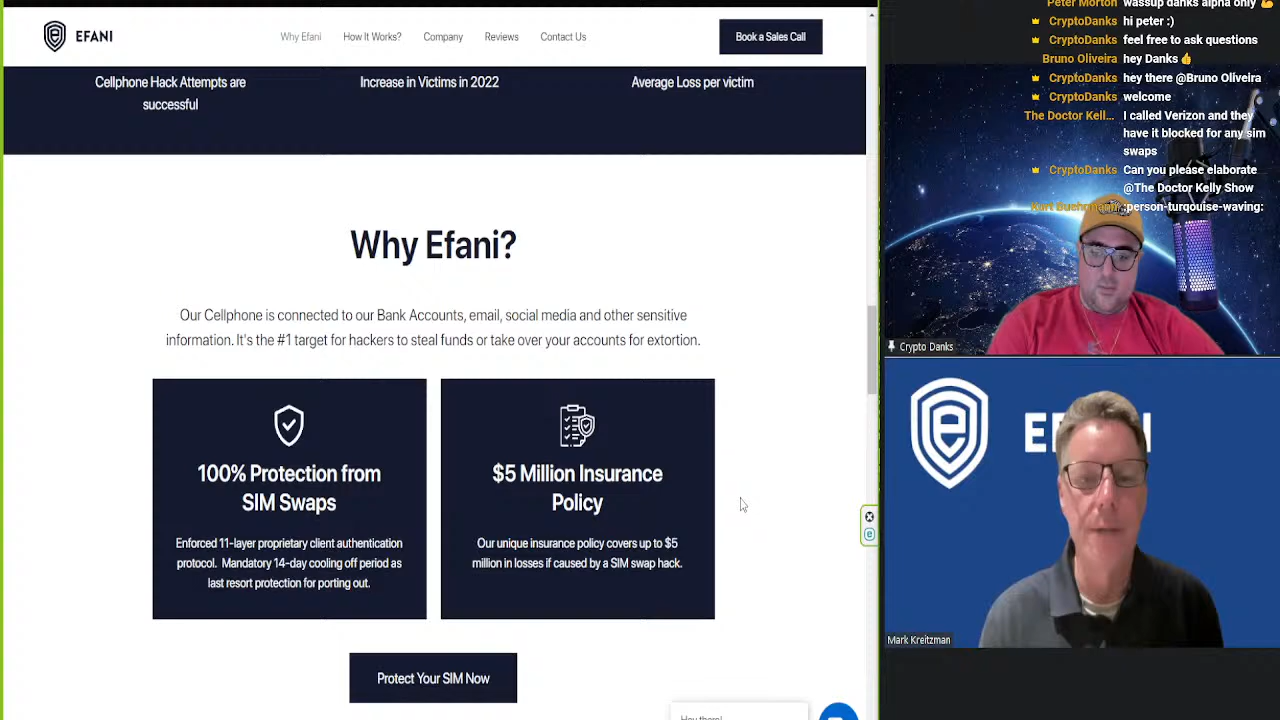 EFANI
Why Efani
How It Works?
Company
Reviews
Contact Us
Book a Sales Call
Cellphone Hack Attempts are
successful
Increase in Victims in 2022
Average Loss per victim
Why Efani?
Our Cellphone is connected to our Bank Accounts, email, social media and other sensitive
information. It's the #1 target for hackers to steal funds or take over your accounts for extortion.
100% Protection from
SIM Swaps
Enforced 11-layer proprietary client authentication
protocol. Mandatory 14-day cooling off period as
last resort protection for porting out.
$5 Million Insurance
Policy
Our unique insurance policy covers up to $5
million in losses if caused by a SIM swap hack.
Protect Your SIM Now
Hey there!
Peter Morton wassup danks alpha only 💪
CryptoDanks hi peter :)
CryptoDanks feel free to ask questions
Bruno Oliveira hey Danks 👍
CryptoDanks hey there @Bruno Oliveira
CryptoDanks welcome
The Doctor Kell... I called Verizon and they
have it blocked for any sim
swaps
CryptoDanks Can you please elaborate
@The Doctor Kelly Show
Kurt :person-turqouise-waving:
Crypto Danks
Mark Kreitzman